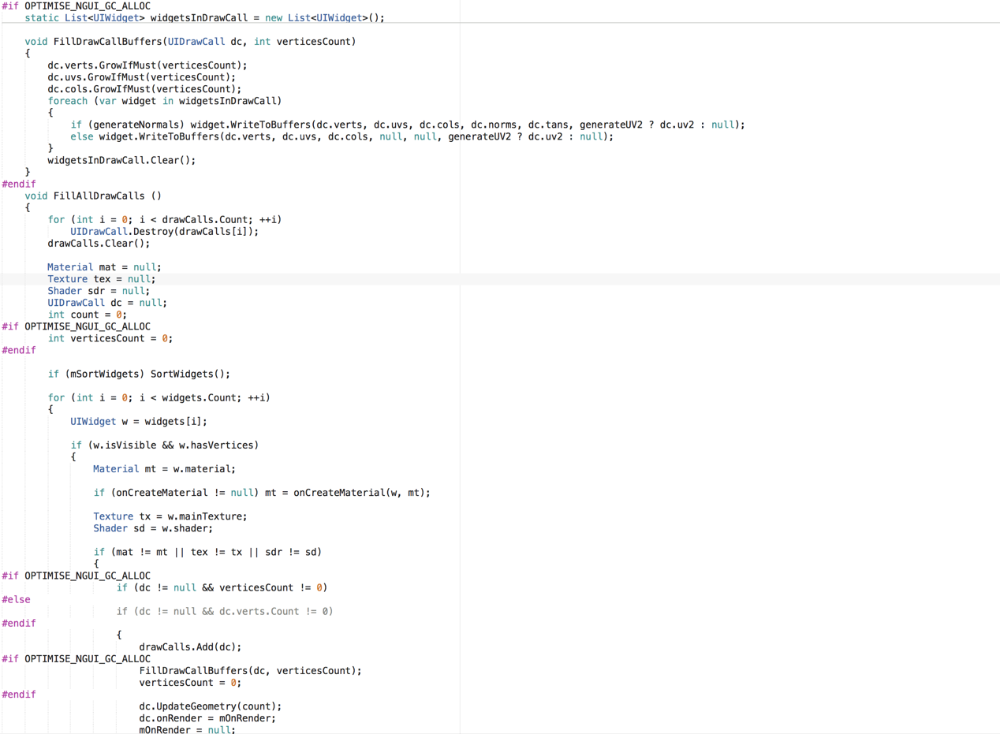 #if OPTIMISE_NGUI_GC_ALLOC
    static List<UIWidget> widgetsInDrawCall = new List<UIWidget>();

    void FillDrawCallBuffers(UIDrawCall dc, int verticesCount)
    {
        dc.verts.GrowIfMust(verticesCount);
        dc.uvs.GrowIfMust(verticesCount);
        dc.cols.GrowIfMust(verticesCount);
        foreach (var widget in widgetsInDrawCall)
        {
            if (generateNormals) widget.WriteToBuffers(dc.verts, dc.uvs, dc.cols, dc.norms, dc.tans, generateUV2 ? dc.uv2 : null);
            else widget.WriteToBuffers(dc.verts, dc.uvs, dc.cols, null, null, generateUV2 ? dc.uv2 : null);
        }
        widgetsInDrawCall.Clear();
    }
#endif
    void FillAllDrawCalls ()
    {
        for (int i = 0; i < drawCalls.Count; ++i)
            UIDrawCall.Destroy(drawCalls[i]);
        drawCalls.Clear();

        Material mat = null;
        Texture tex = null;
        Shader sdr = null;
        UIDrawCall dc = null;
        int count = 0;
#if OPTIMISE_NGUI_GC_ALLOC
        int verticesCount = 0;
#endif

        if (mSortWidgets) SortWidgets();

        for (int i = 0; i < widgets.Count; ++i)
        {
            UIWidget w = widgets[i];

            if (w.isVisible && w.hasVertices)
            {
                Material mt = w.material;

                if (onCreateMaterial != null) mt = onCreateMaterial(w, mt);

                Texture tx = w.mainTexture;
                Shader sd = w.shader;

                if (mat != mt || tex != tx || sdr != sd)
                {
#if OPTIMISE_NGUI_GC_ALLOC
                    if (dc != null && verticesCount != 0)
#else
                    if (dc != null && dc.verts.Count != 0)
#endif
                    {
                        drawCalls.Add(dc);
#if OPTIMISE_NGUI_GC_ALLOC
                        FillDrawCallBuffers(dc, verticesCount);
                        verticesCount = 0;
#endif
                        dc.UpdateGeometry(count);
                        dc.onRender = mOnRender;
                        mOnRender = null;